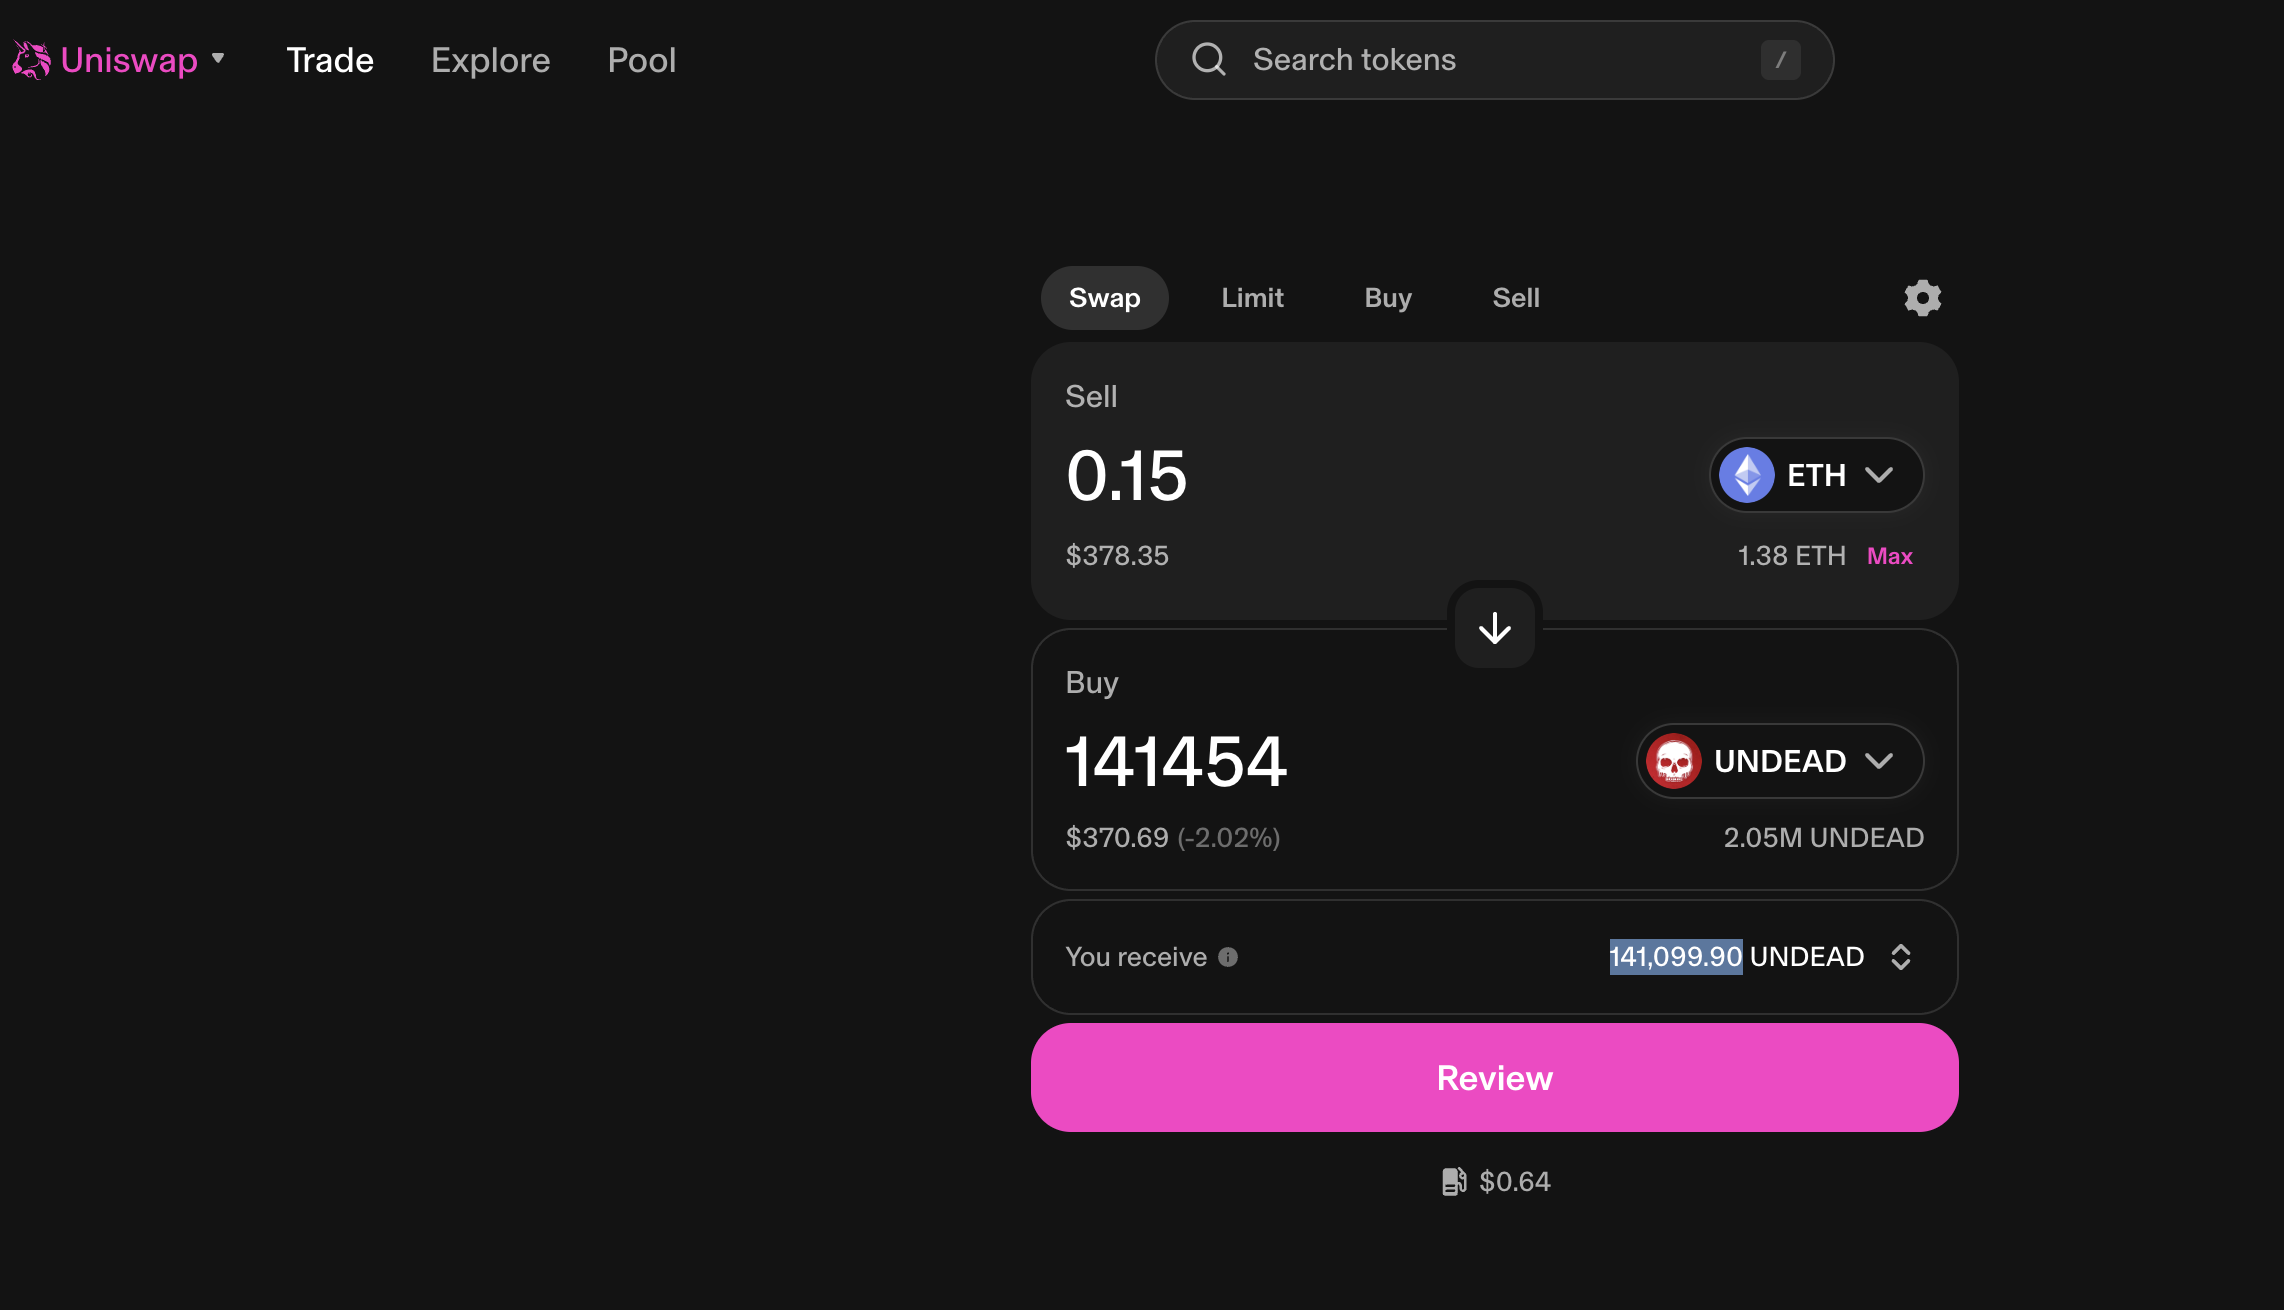 Uniswap Trade Explore Pool Search tokens /
Swap Limit Buy Sell
Sell
0.15 ETH
$378.35 1.38 ETH Max
Buy
141454 UNDEAD
$370.69 (-2.02%) 2.05M UNDEAD
You receive 141,099.90 UNDEAD
Review
$0.64